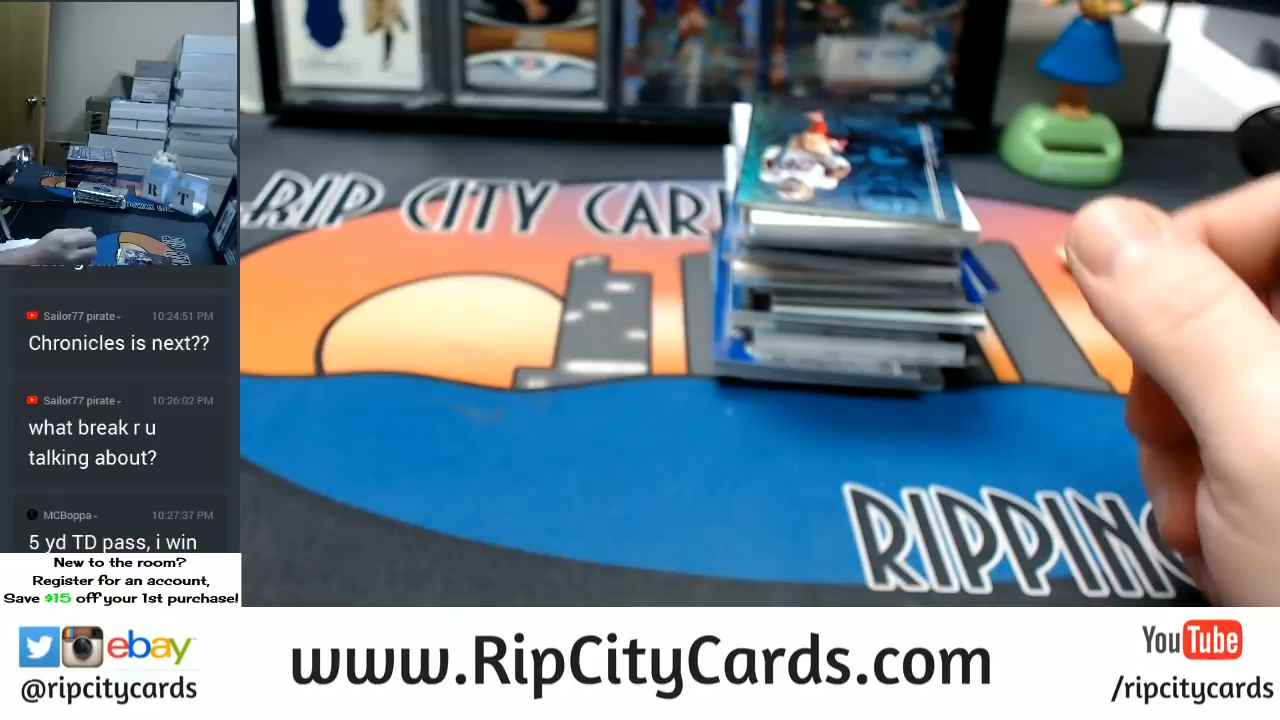 Sailor77 pirate
10:24:51 PM
Chronicles is next??
Sailor77 pirate
10:26:02 PM
what break r u
talking about?
MCBoppa
10:27:37 PM
5 yd TD pass, i win
New to the room?
Register for an account,
Save $15 off your 1st purchase!
RIP CITY CAR
RIPPING
R T
ebay
@ripcitycards
www.RipCityCards.com
YouTube
/ripcitycards